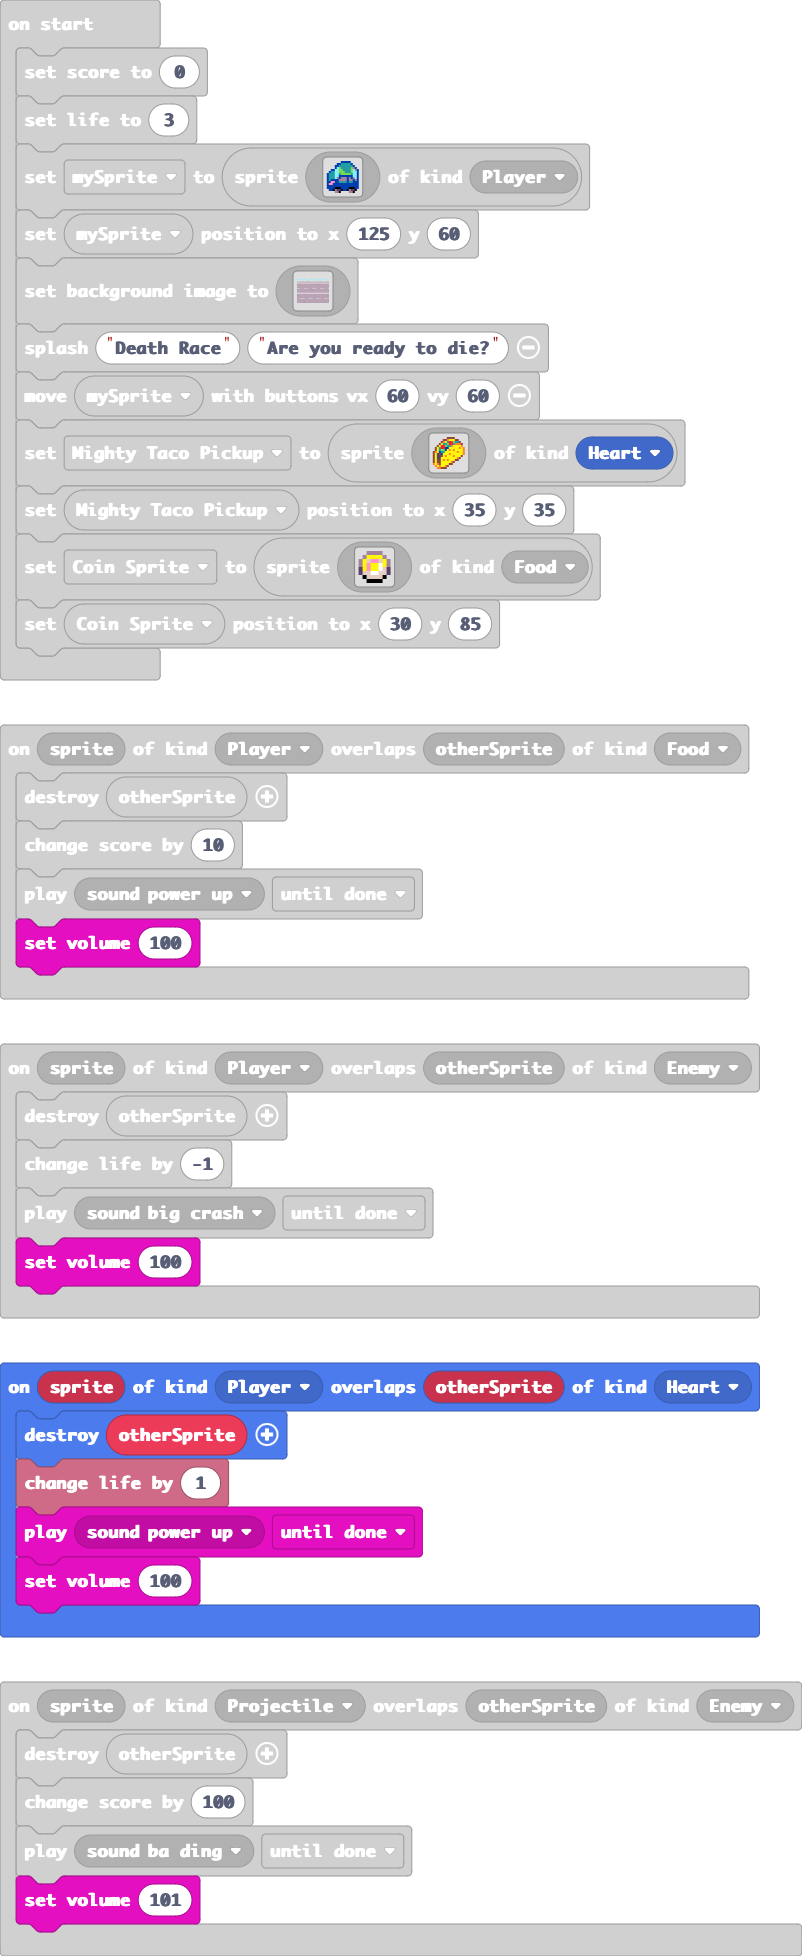 on start
set score to 0
set life to 3
set mySprite to sprite of kind Player
set mySprite position to x 125 y 60
set background image to
splash "Death Race" "Are you ready to die?"
move mySprite with buttons vx 60 vy 60
set Mighty Taco Pickup to sprite of kind Heart
set Mighty Taco Pickup position to x 35 y 35
set Coin Sprite to sprite of kind Food
set Coin Sprite position to x 30 y 85
on sprite of kind Player overlaps otherSprite of kind Food
destroy otherSprite
change score by 10
play sound power up until done
set volume 100
on sprite of kind Player overlaps otherSprite of kind Enemy
destroy otherSprite
change life by -1
play sound big crash until done
set volume 100
on sprite of kind Player overlaps otherSprite of kind Heart
destroy otherSprite
change life by 1
play sound power up until done
set volume 100
on sprite of kind Projectile overlaps otherSprite of kind Enemy
destroy otherSprite
change score by 100
play sound ba ding until done
set volume 101